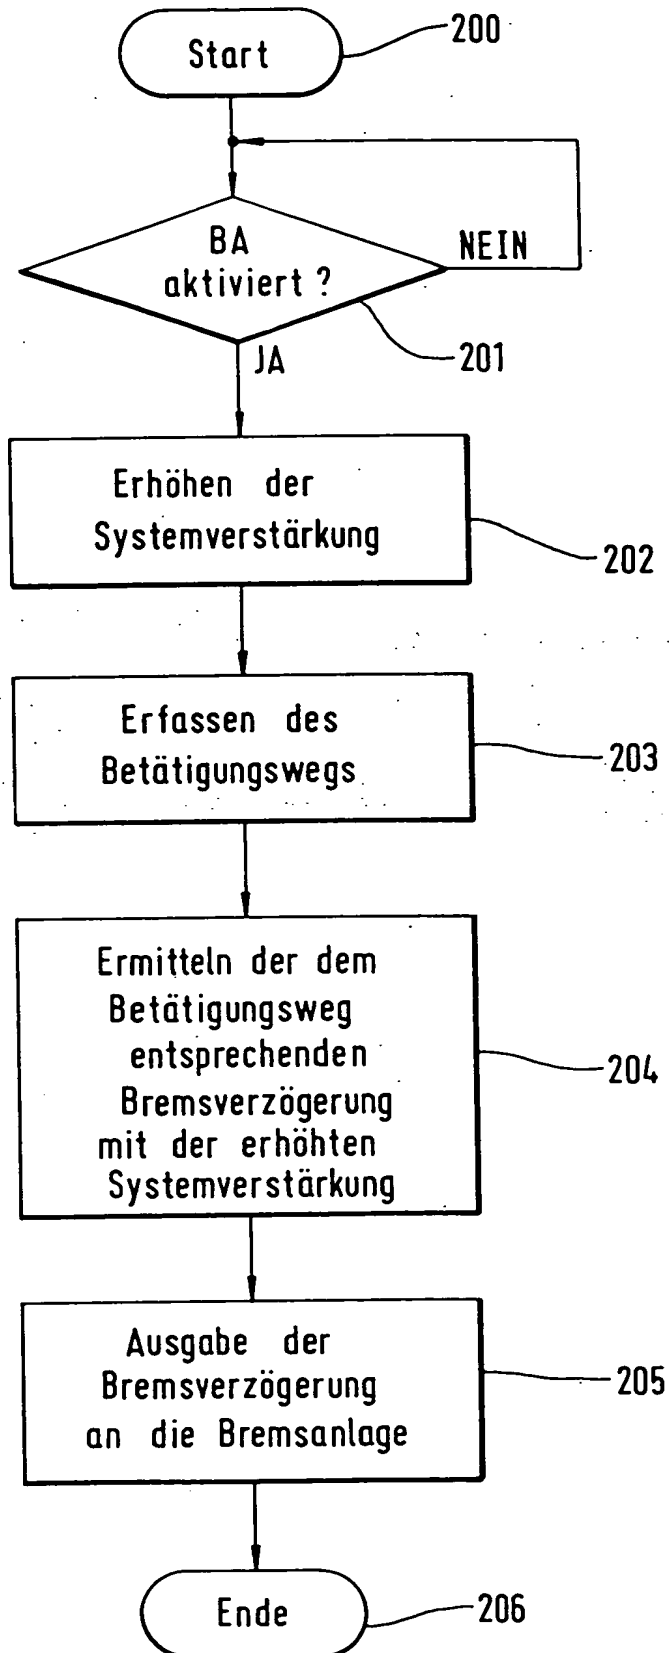 Start
200
BA
aktiviert ?
NEIN
201
JA
Erhöhen der
Systemverstärkung
202
Erfassen des
Betätigungswegs
203
Ermitteln der dem
Betätigungsweg
entsprechenden
Bremsverzögerung
mit der erhöhten
Systemverstärkung
204
Ausgabe der
Bremsverzögerung
an die Bremsanlage
205
Ende
206